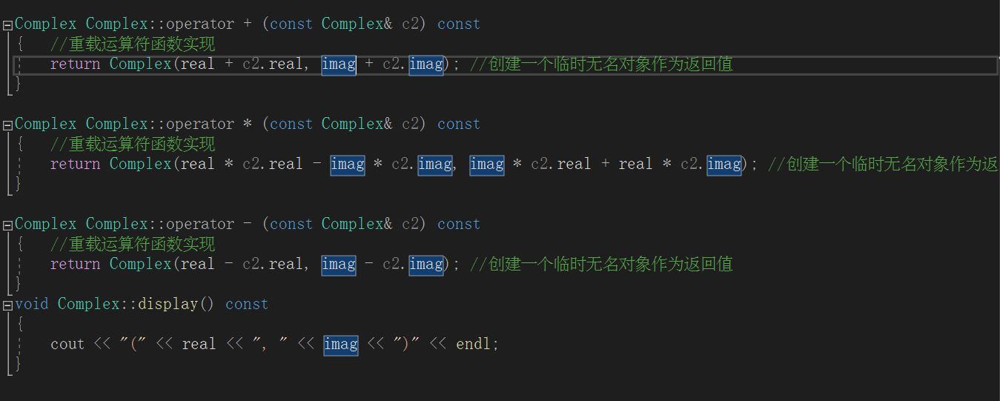 Complex Complex::operator + (const Complex& c2) const
{ //重载运算符函数实现
return Complex(real + c2.real, imag + c2.imag); //创建一个临时无名对象作为返回值
}
Complex Complex::operator * (const Complex& c2) const
{ //重载运算符函数实现
return Complex(real * c2.real - imag * c2.imag, imag * c2.real + real * c2.imag); //创建一个临时无名对象作为返
}
Complex Complex::operator - (const Complex& c2) const
{ //重载运算符函数实现
return Complex(real - c2.real, imag - c2.imag); //创建一个临时无名对象作为返回值
}
void Complex::display() const
{
cout << "(" << real << ", " << imag << ")" << endl;
}